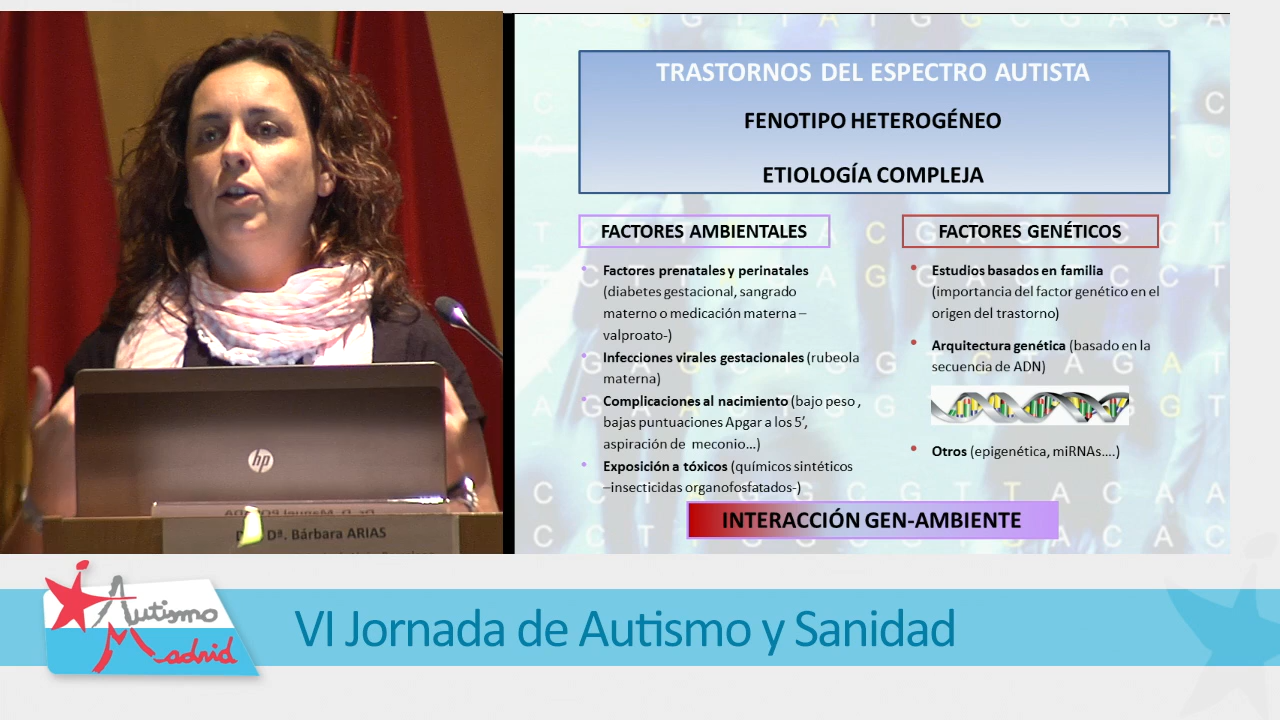 TRASTORNOS DEL ESPECTRO AUTISTA
FENOTIPO HETEROGÉNEO
ETIOLOGÍA COMPLEJA
FACTORES AMBIENTALES
• Factores prenatales y perinatales
(diabetes gestacional, sangrado
materno o medicación materna –
valproato-)
• Infecciones virales gestacionales (rubeola
materna)
• Complicaciones al nacimiento (bajo peso ,
bajas puntuaciones Apgar a los 5’,
aspiración de meconio…)
• Exposición a tóxicos (químicos sintéticos
–insecticidas organofosfatados-)
FACTORES GENÉTICOS
• Estudios basados en familia
(importancia del factor genético en el
origen del trastorno)
• Arquitectura genética (basado en la
secuencia de ADN)
• Otros (epigenética, miRNAs....)
INTERACCIÓN GEN-AMBIENTE
hp
Dª. Bárbara ARIAS
Autismo
Madrid
VI Jornada de Autismo y Sanidad